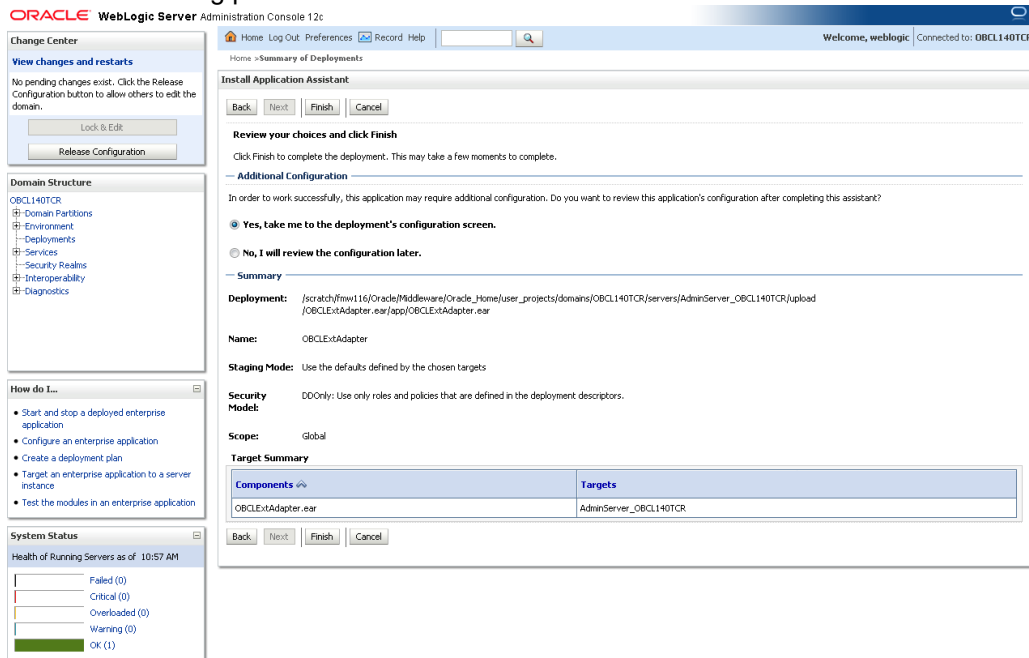 ORACLE WebLogic Server Administration Console 12c
Change Center
View changes and restarts
No pending changes exist. Click the Release
Configuration button to allow others to edit the
domain.
Lock & Edit
Release Configuration
Domain Structure
OBCL140TCR
Domain Partitions
Environment
Deployments
Services
Security Realms
Interoperability
Diagnostics
How do I...
Start and stop a deployed enterprise
application
Configure an enterprise application
Create a deployment plan
Target an enterprise application to a server
instance
Test the modules in an enterprise application
System Status
Health of Running Servers as of 10:57 AM
Failed (0)
Critical (0)
Overloaded (0)
Warning (0)
OK (1)
Home Log Out Preferences Record Help
Welcome, weblogic Connected to: OBCL140TCR
Home >Summary of Deployments
Install Application Assistant
Back Next Finish Cancel
Review your choices and click Finish
Click Finish to complete the deployment. This may take a few moments to complete.
Additional Configuration
In order to work successfully, this application may require additional configuration. Do you want to review this application's configuration after completing this assistant?
Yes, take me to the deployment's configuration screen.
No, I will review the configuration later.
Summary
Deployment: /scratch/fmw116/Oracle/Middleware/Oracle_Home/user_projects/domains/OBCL140TCR/servers/AdminServer_OBCL140TCR/upload
/OBCLExtAdapter.ear/app/OBCLExtAdapter.ear
Name: OBCLExtAdapter
Staging Mode: Use the defaults defined by the chosen targets
Security Model: DDOnly: Use only roles and policies that are defined in the deployment descriptors.
Scope: Global
Target Summary
Components Targets
OBCLExtAdapter.ear AdminServer_OBCL140TCR
Back Next Finish Cancel